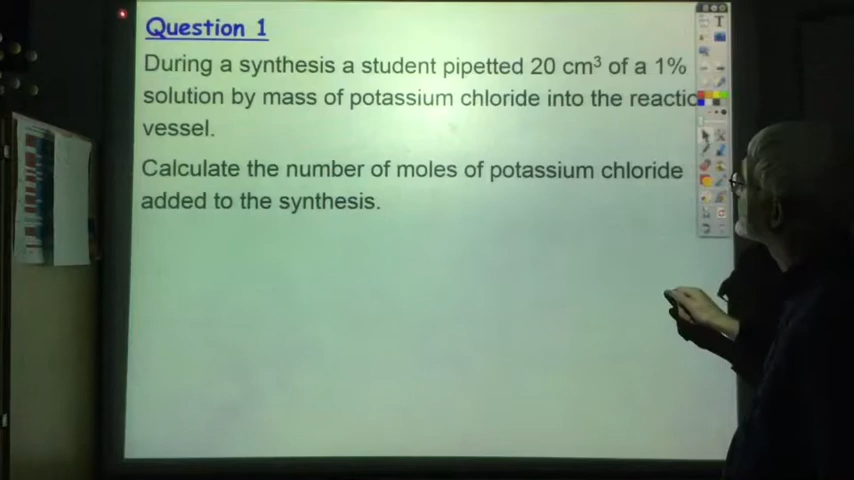 Question 1
During a synthesis a student pipetted 20 cm³ of a 1%
solution by mass of potassium chloride into the reactio
vessel.
Calculate the number of moles of potassium chloride
added to the synthesis.